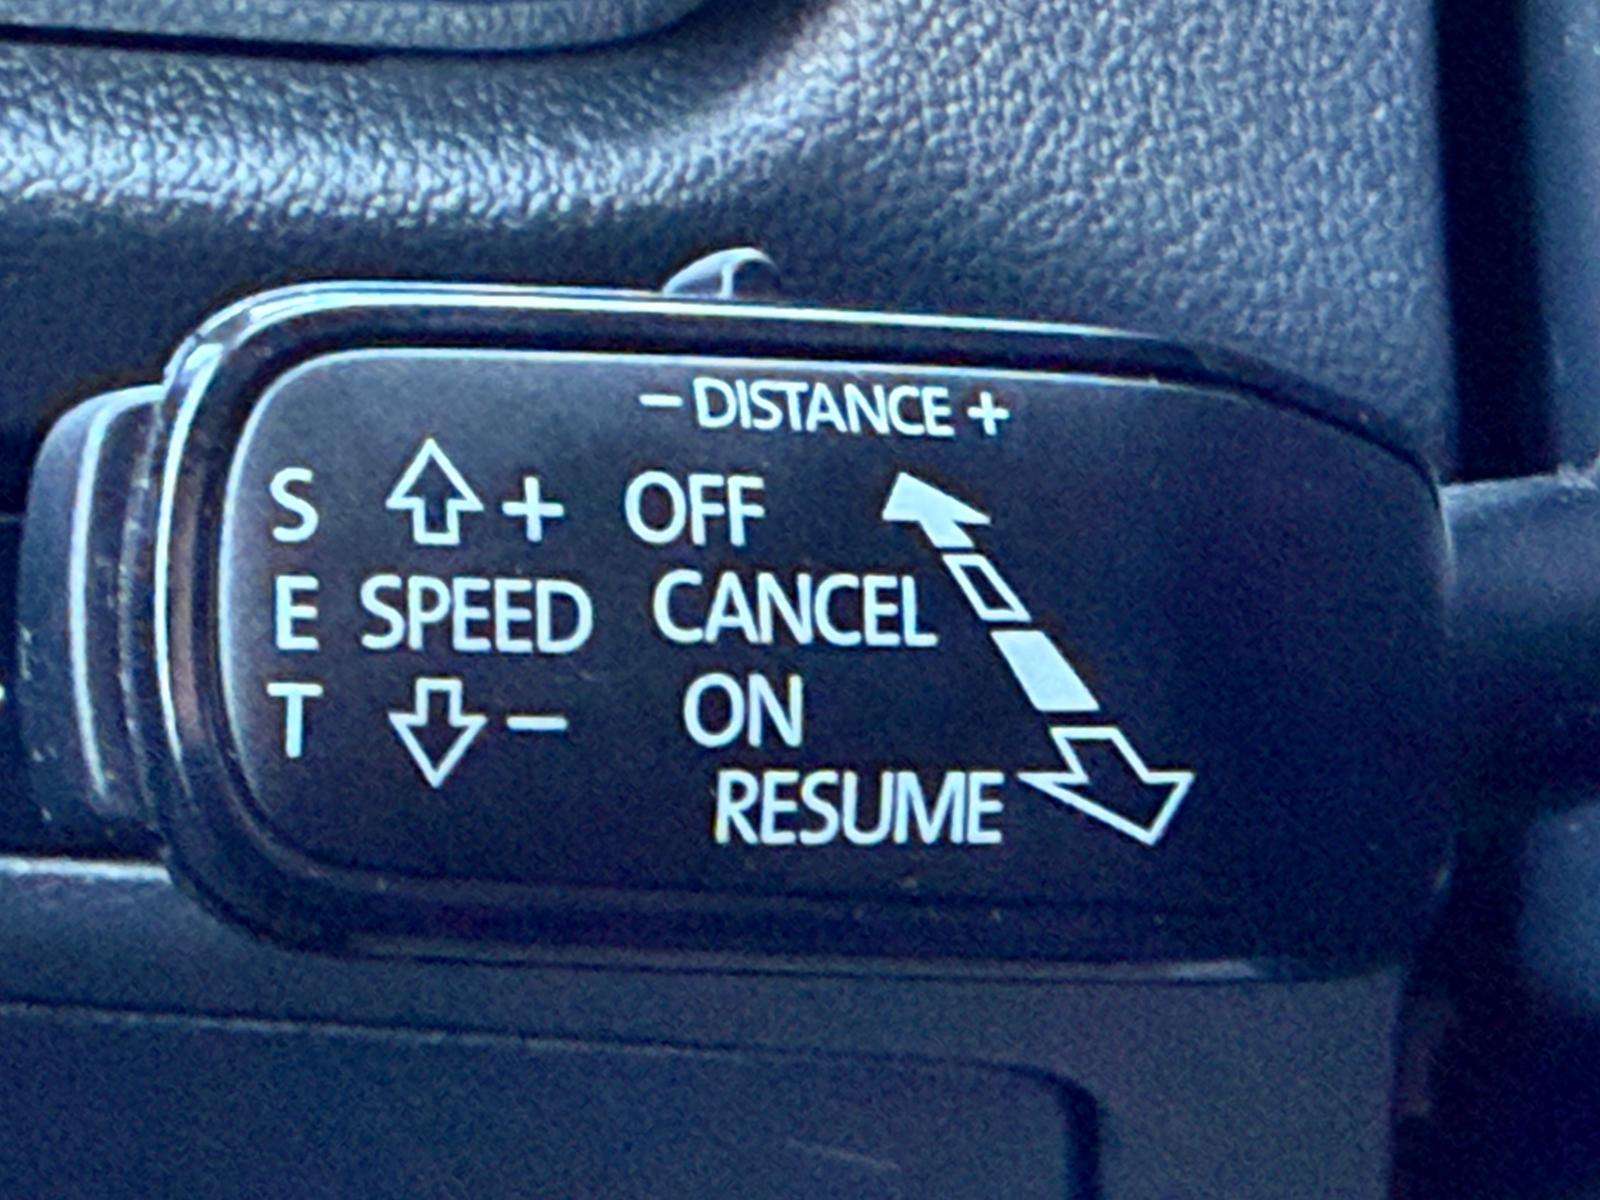 - DISTANCE +
S + OFF
E SPEED CANCEL
T - ON
RESUME